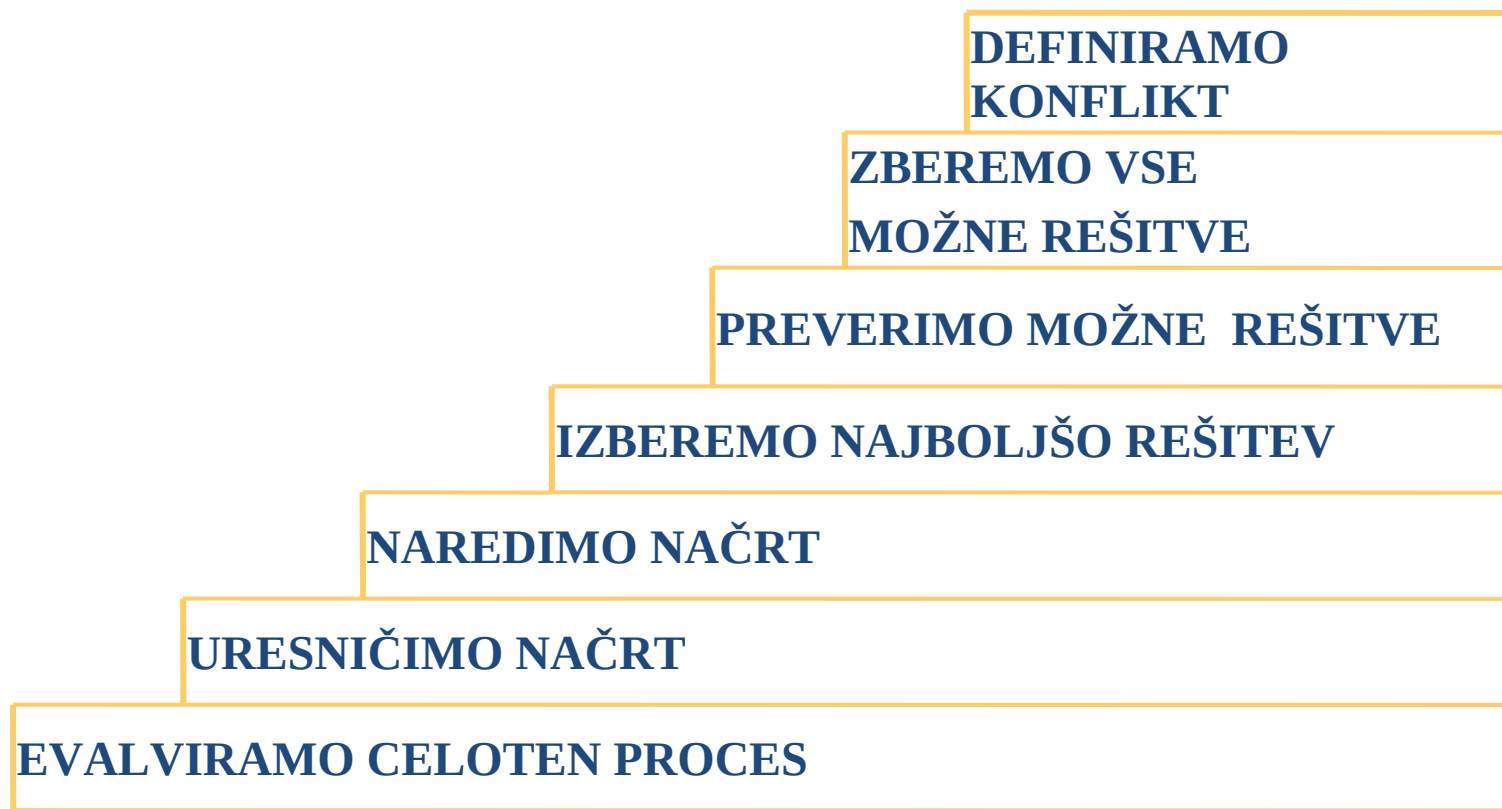 DEFINIRAMO
KONFLIKT
ZBEREMO VSE
MOŽNE REŠITVE
PREVERIMO MOŽNE REŠITVE
IZBEREMO NAJBOLJŠO REŠITEV
NAREDIMO NAČRT
URESNIČIMO NAČRT
EVALVIRAMO CELOTEN PROCES